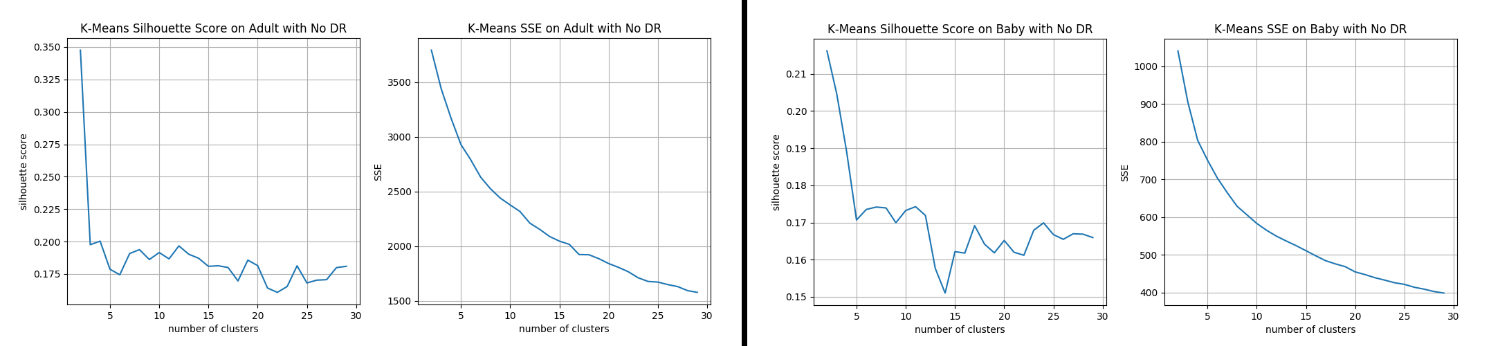 K-Means Silhouette Score on Adult with No DR
0.350
0.325
0.300
0.275
0.250
0.225
0.200
0.175
silhouette score
5 10 15 20 25 30
number of clusters
K-Means SSE on Adult with No DR
3500
3000
2500
2000
1500
SSE
5 10 15 20 25 30
number of clusters
K-Means Silhouette Score on Baby with No DR
0.21
0.20
0.19
0.18
0.17
0.16
0.15
silhouette score
5 10 15 20 25 30
number of clusters
K-Means SSE on Baby with No DR
1000
900
800
700
600
500
400
SSE
5 10 15 20 25 30
number of clusters